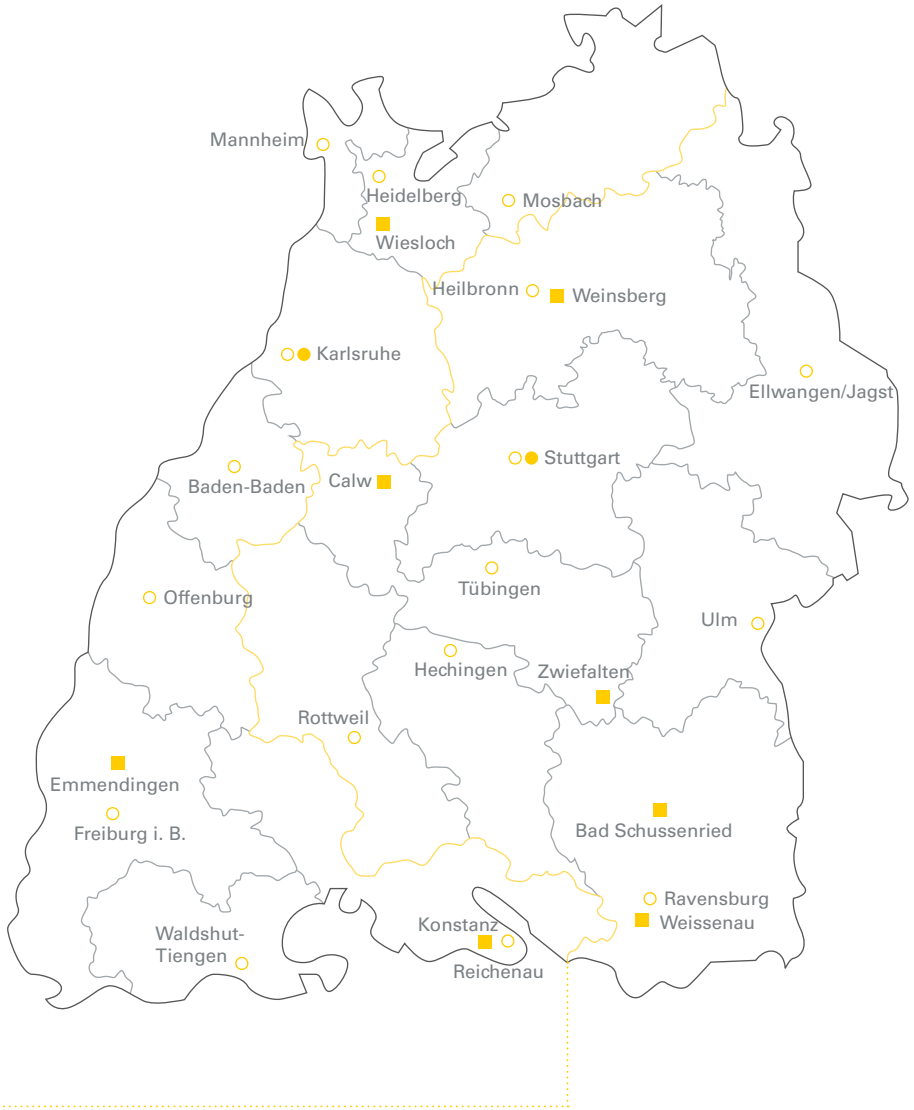 Mannheim
Heidelberg
Mosbach
Wiesloch
Heilbronn
Weinsberg
Karlsruhe
Ellwangen/Jagst
Stuttgart
Baden-Baden
Calw
Tübingen
Offenburg
Ulm
Hechingen
Zwiefalten
Rottweil
Emmendingen
Freiburg i. B.
Bad Schussenried
Ravensburg
Weissenau
Konstanz
Waldshut-
Tiengen
Reichenau